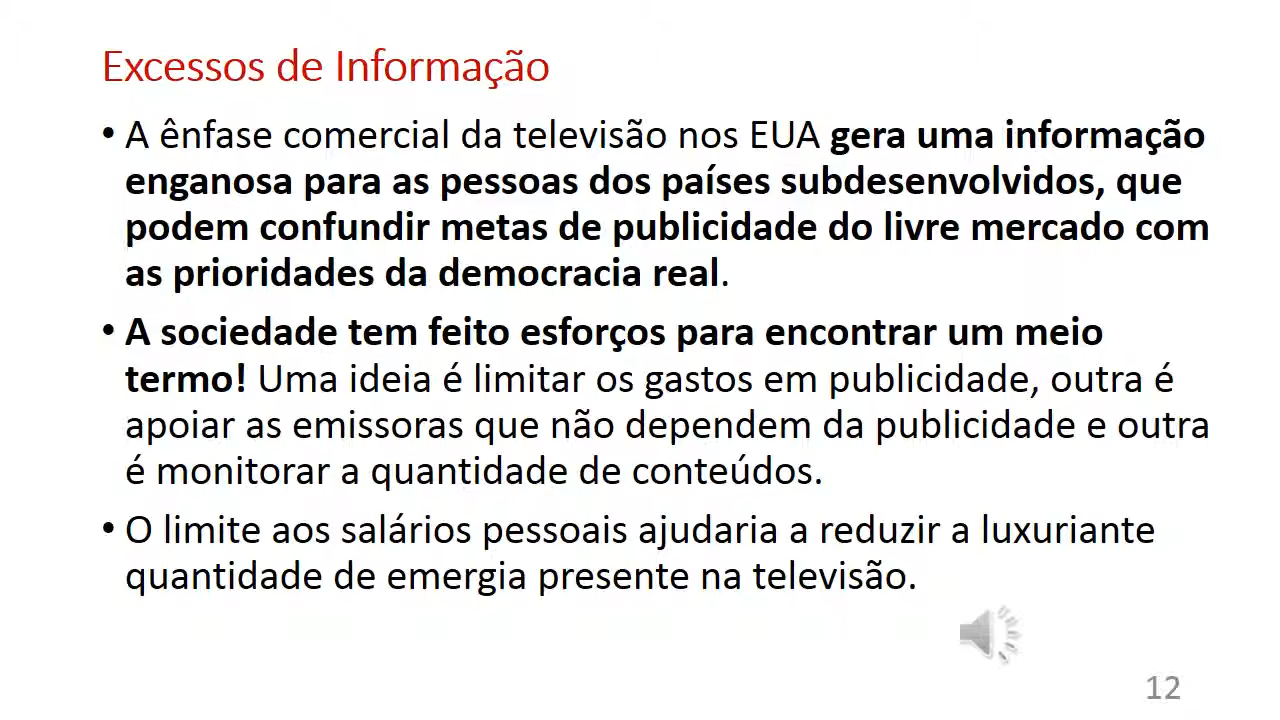 Excessos de Informação
• A ênfase comercial da televisão nos EUA gera uma informação
enganosa para as pessoas dos países subdesenvolvidos, que
podem confundir metas de publicidade do livre mercado com
as prioridades da democracia real.
• A sociedade tem feito esforços para encontrar um meio
termo! Uma ideia é limitar os gastos em publicidade, outra é
apoiar as emissoras que não dependem da publicidade e outra
é monitorar a quantidade de conteúdos.
• O limite aos salários pessoais ajudaria a reduzir a luxuriante
quantidade de emergia presente na televisão.
12